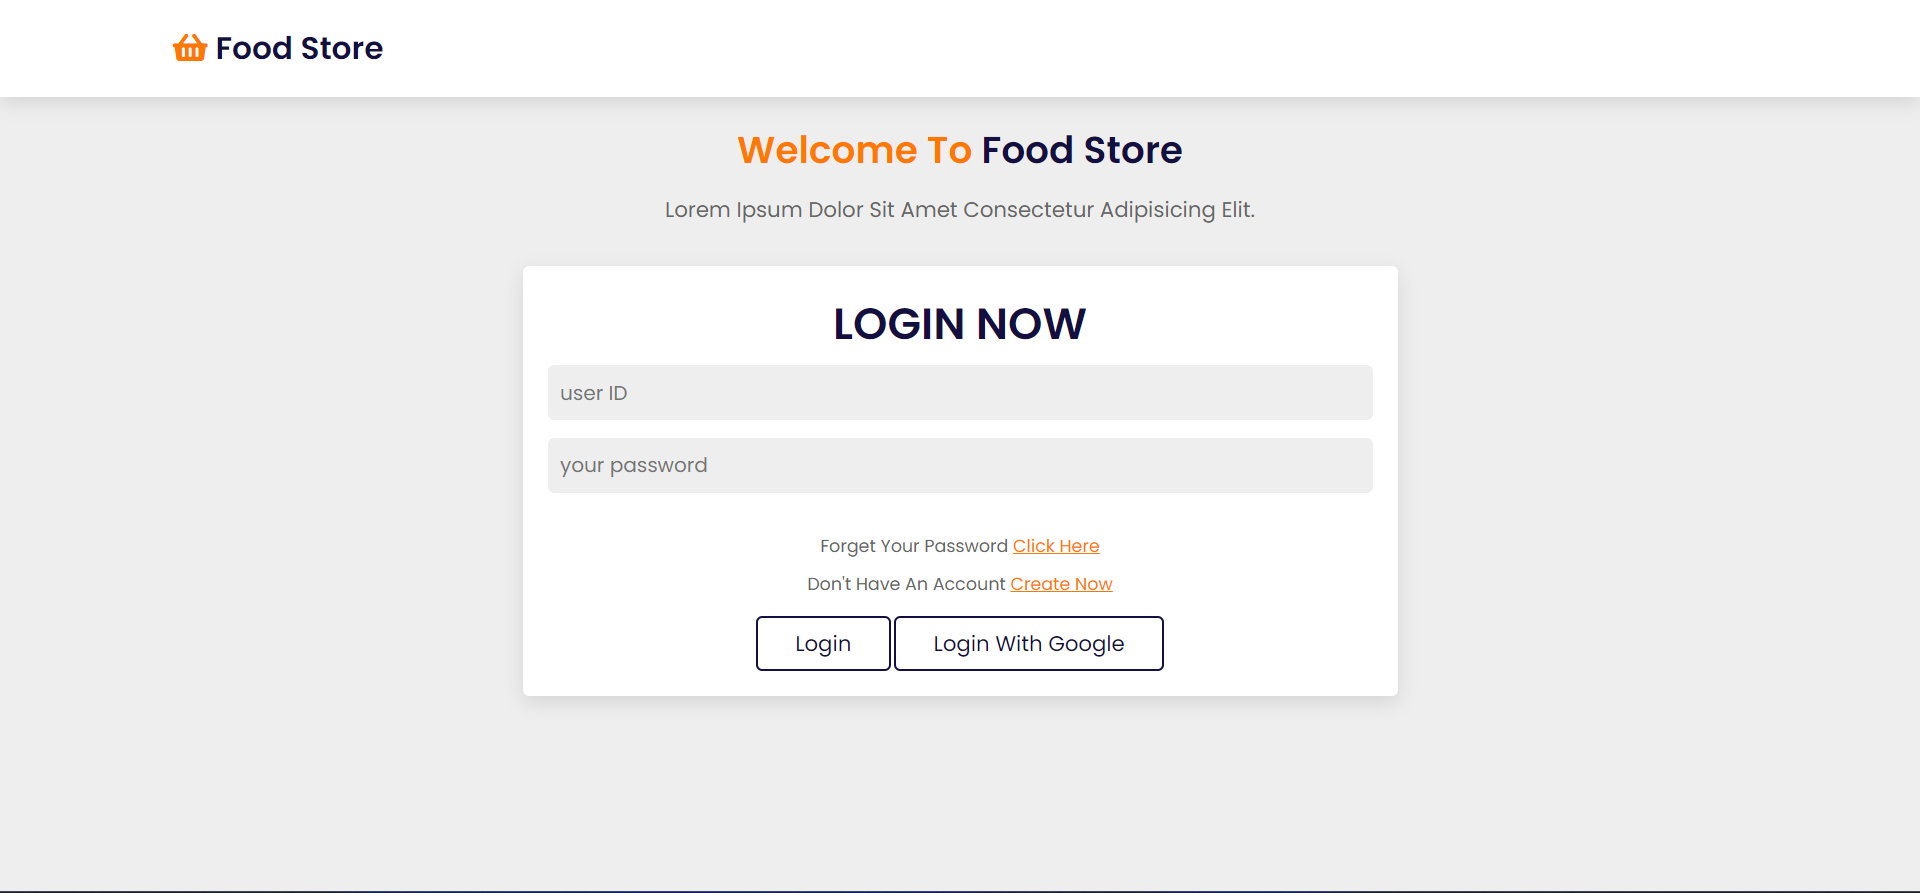 Food Store
Welcome To Food Store
Lorem Ipsum Dolor Sit Amet Consectetur Adipisicing Elit.
LOGIN NOW
user ID
your password
Forget Your Password Click Here
Don't Have An Account Create Now
Login Login With Google